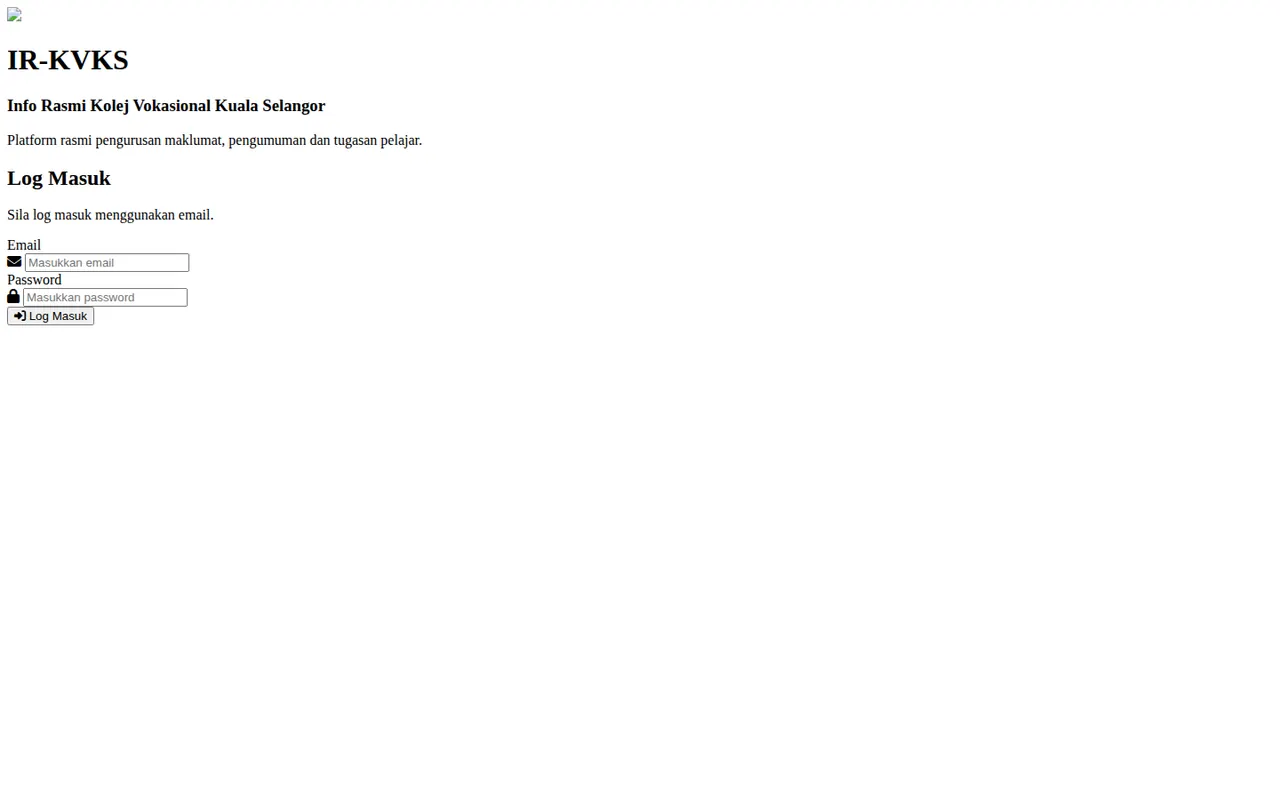 IR-KVKS
Info Rasmi Kolej Vokasional Kuala Selangor
Platform rasmi pengurusan maklumat, pengumuman dan tugasan pelajar.
Log Masuk
Sila log masuk menggunakan email.
Email
Masukkan email
Password
Masukkan password
Log Masuk